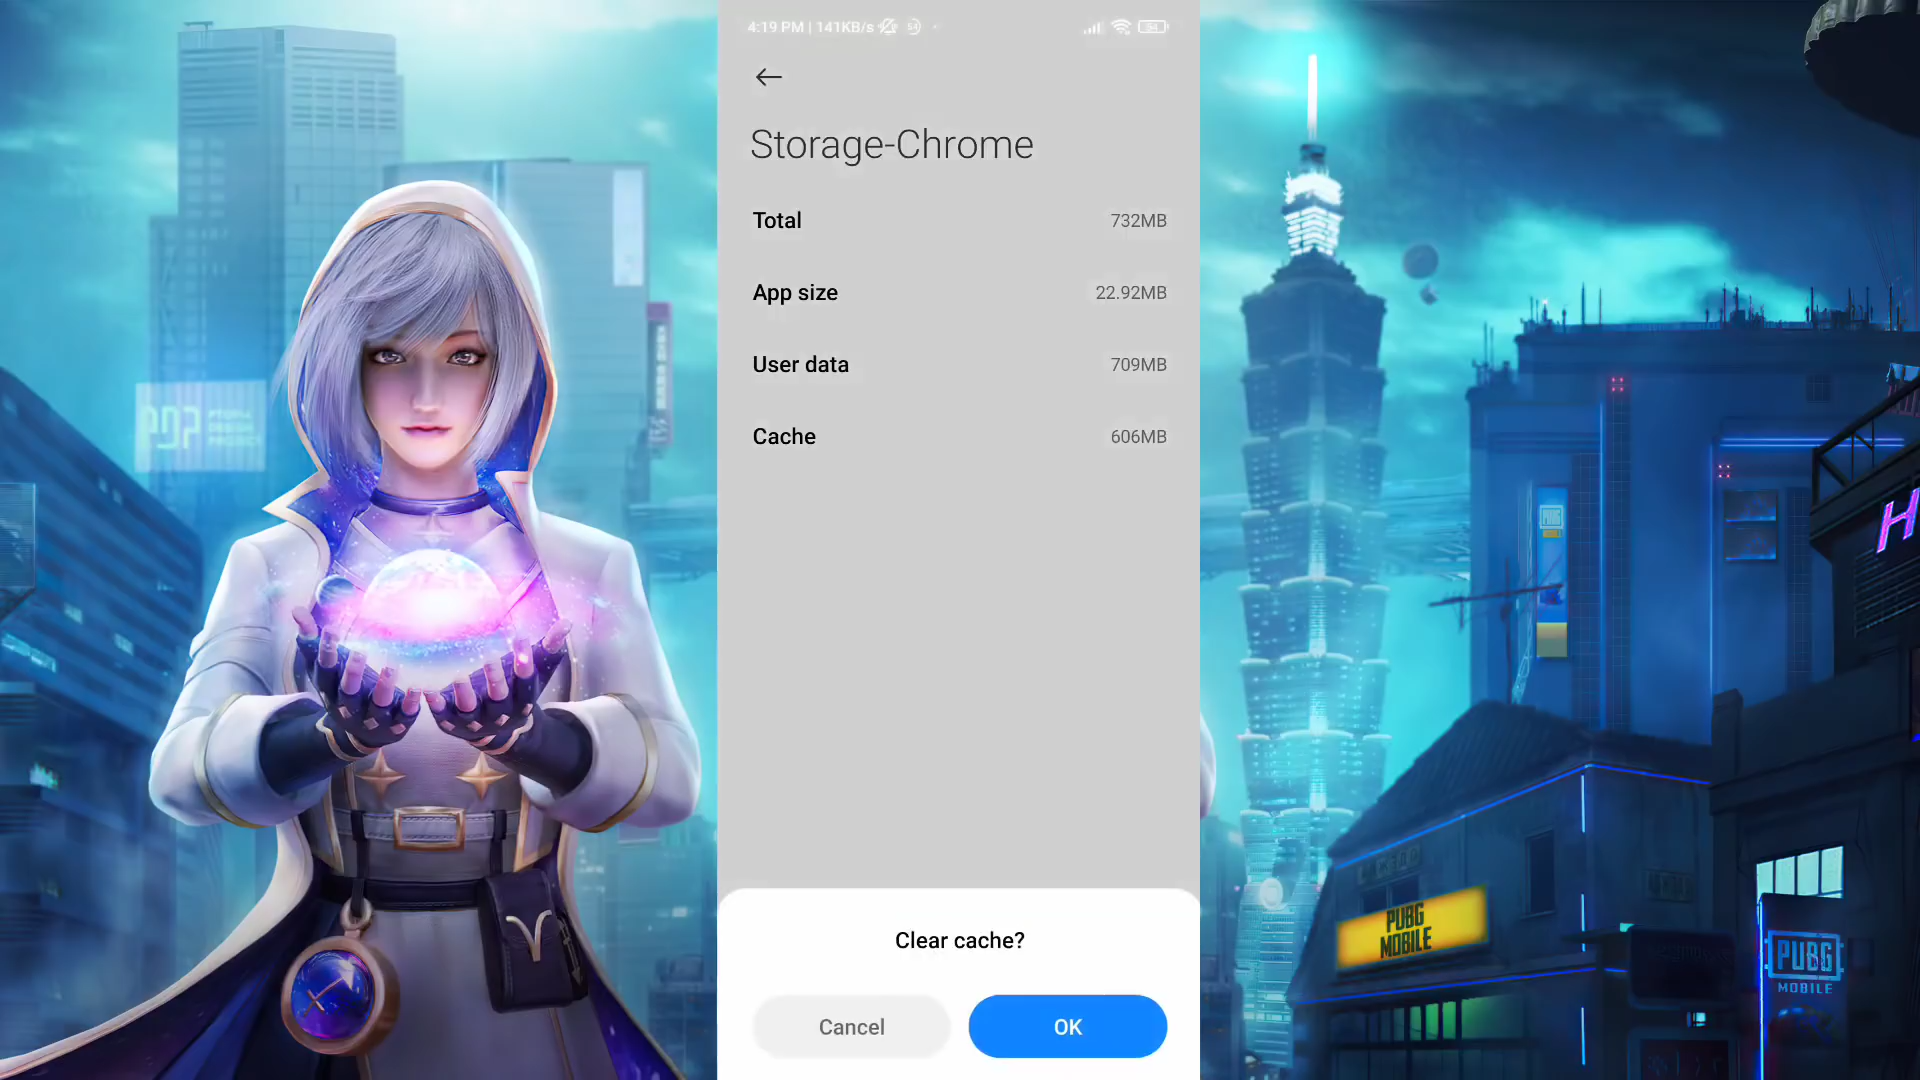 4:19 PM | 141KB/s
54
Storage-Chrome
Total 732MB
App size 22.92MB
User data 709MB
Cache 606MB
Clear cache?
Cancel OK
PUBG
MOBILE
PUBG
MOBILE
H